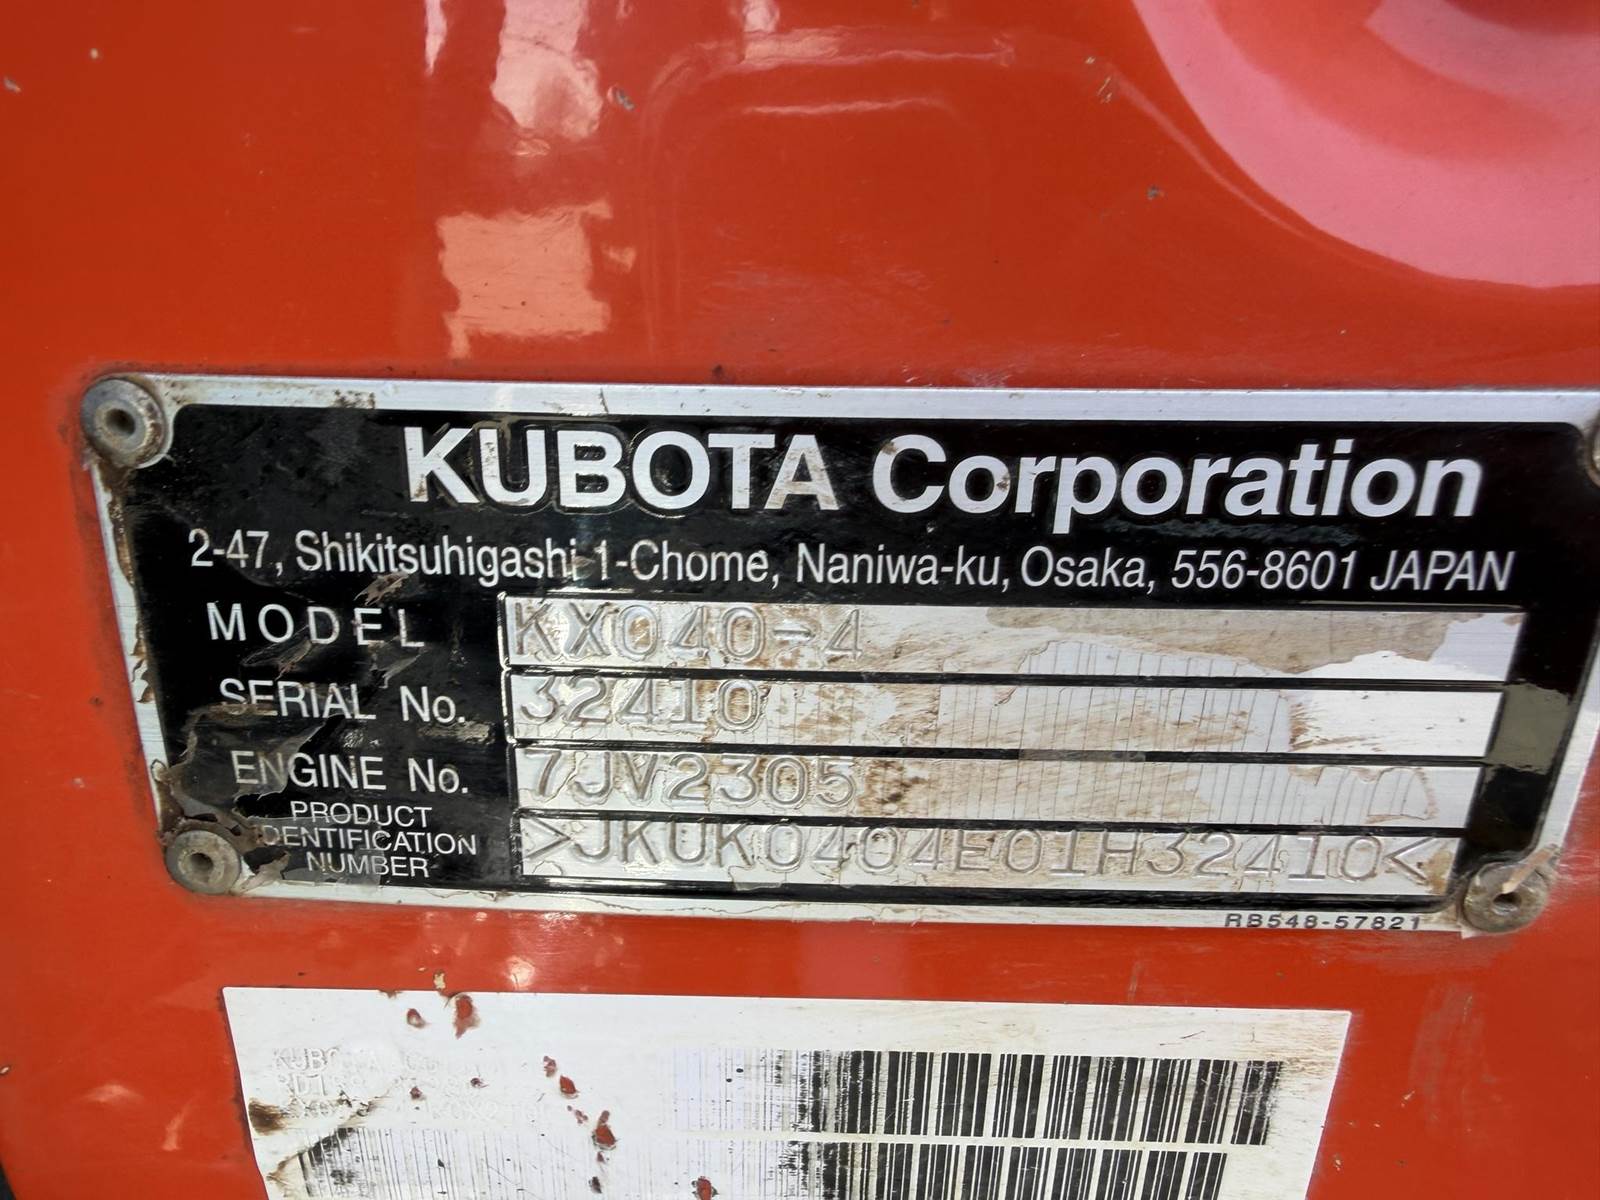 KUBOTA Corporation
2-47, Shikitsuhigashi 1-Chome, Naniwa-ku, Osaka, 556-8601 JAPAN
MODEL KX040-4
SERIAL No. 32410
ENGINE No. 7JV2305
PRODUCT IDENTIFICATION NUMBER >JKUK0404E01H32410<
RB548-57821
KUBOTA